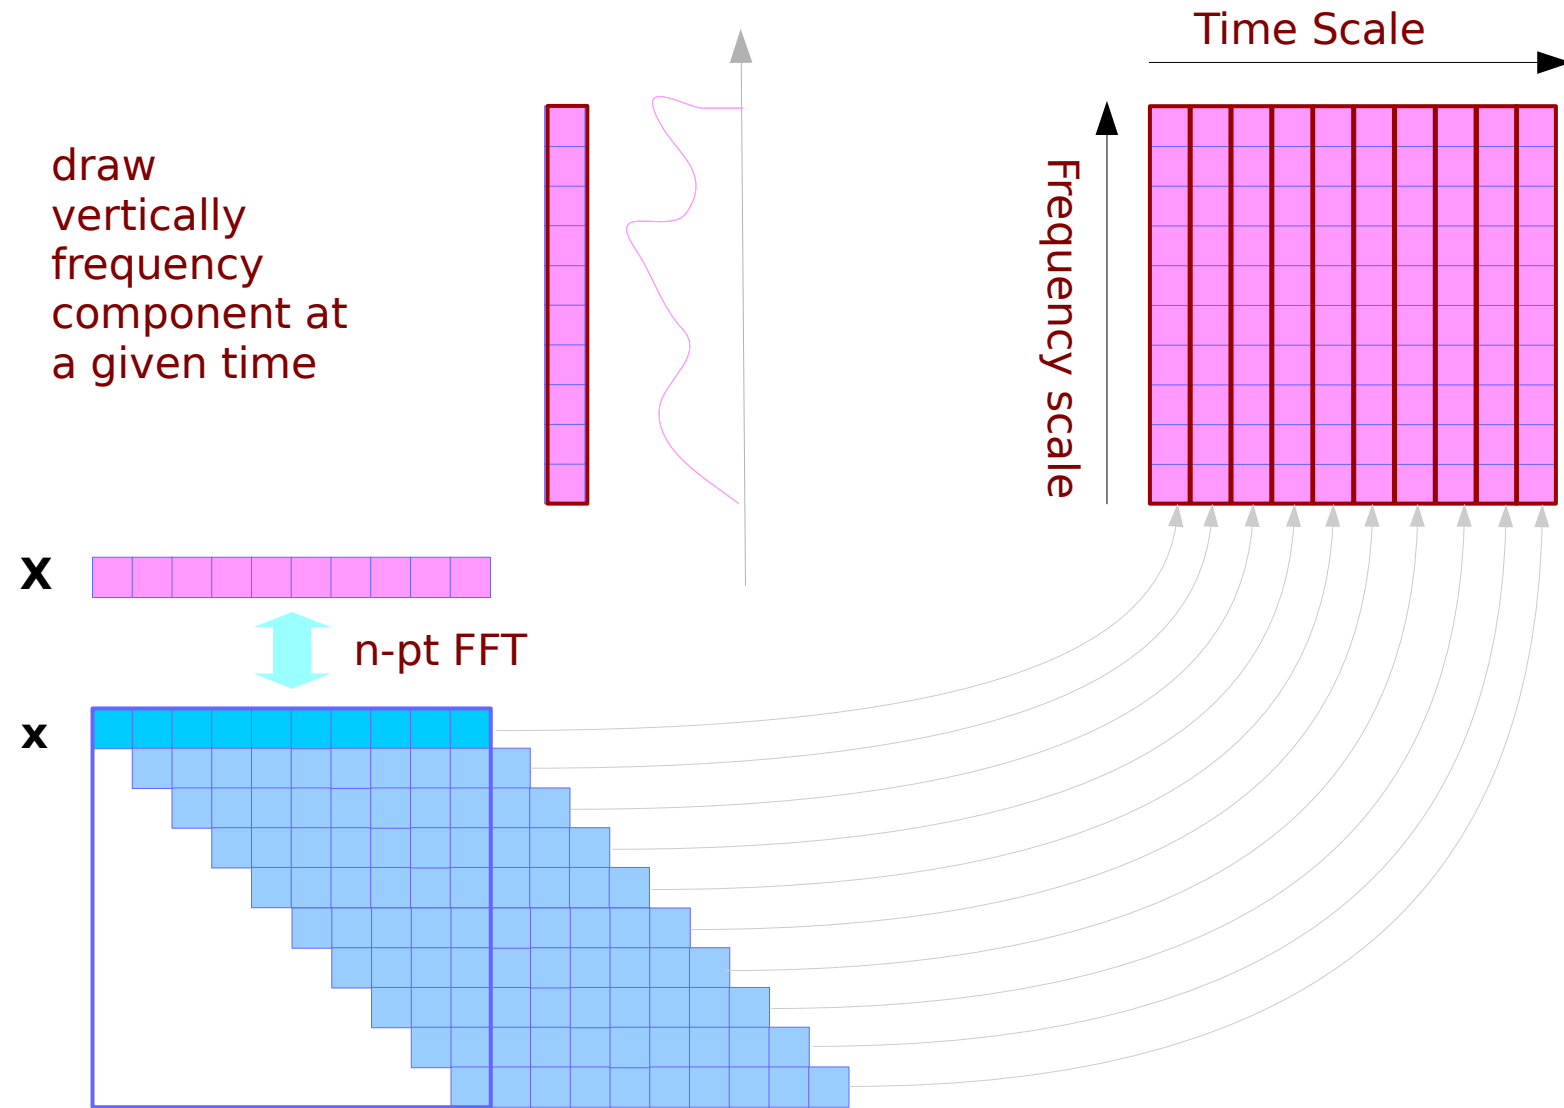 Time Scale
draw
vertically
frequency
component at
a given time
Frequency scale
X
n-pt FFT
x